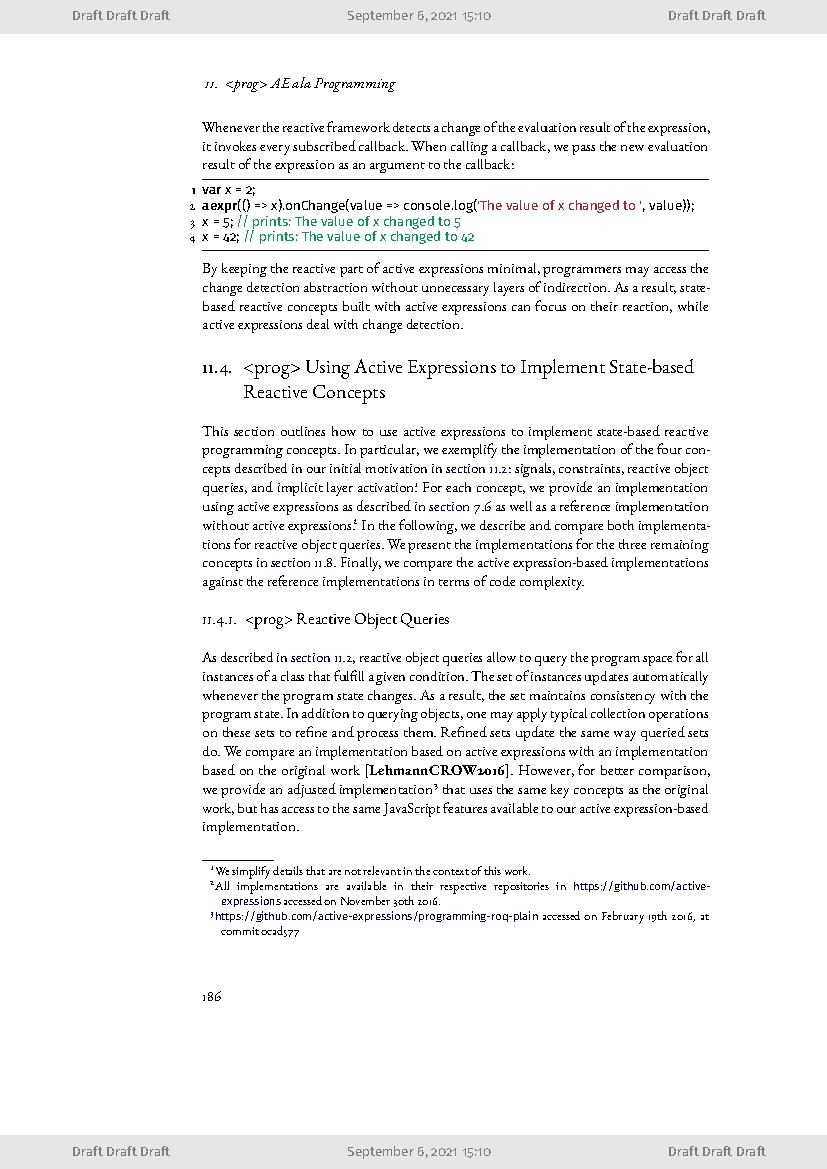 Draft Draft Draft September 6, 2021 15:10 Draft Draft Draft
11. <prog> AE ala Programming
Whenever the reactive framework detects a change of the evaluation result of the expression,
it invokes every subscribed callback. When calling a callback, we pass the new evaluation
result of the expression as an argument to the callback:
1 var x = 2;
2 aexpr(() => x).onChange(value => console.log('The value of x changed to ', value));
3 x = 5; // prints: The value of x changed to 5
4 x = 42; // prints: The value of x changed to 42
By keeping the reactive part of active expressions minimal, programmers may access the
change detection abstraction without unnecessary layers of indirection. As a result, state-
based reactive concepts built with active expressions can focus on their reaction, while
active expressions deal with change detection.
11.4. <prog> Using Active Expressions to Implement State-based
Reactive Concepts
This section outlines how to use active expressions to implement state-based reactive
programming concepts. In particular, we exemplify the implementation of the four con-
cepts described in our initial motivation in section 11.2: signals, constraints, reactive object
queries, and implicit layer activation.¹ For each concept, we provide an implementation
using active expressions as described in section 7.6 as well as a reference implementation
without active expressions.² In the following, we describe and compare both implementa-
tions for reactive object queries. We present the implementations for the three remaining
concepts in section 11.8. Finally, we compare the active expression-based implementations
against the reference implementations in terms of code complexity.
11.4.1. <prog> Reactive Object Queries
As described in section 11.2, reactive object queries allow to query the program space for all
instances of a class that fulfill a given condition. The set of instances updates automatically
whenever the program state changes. As a result, the set maintains consistency with the
program state. In addition to querying objects, one may apply typical collection operations
on these sets to refine and process them. Refined sets update the same way queried sets
do. We compare an implementation based on active expressions with an implementation
based on the original work [LehmannCROW2016]. However, for better comparison,
we provide an adjusted implementation³ that uses the same key concepts as the original
work, but has access to the same JavaScript features available to our active expression-based
implementation.
¹We simplify details that are not relevant in the context of this work.
²All implementations are available in their respective repositories in https://github.com/active-
expressions accessed on November 30th 2016.
³https://github.com/active-expressions/programming-roq-plain accessed on February 19th 2016, at
commit 0cad577
186
Draft Draft Draft September 6, 2021 15:10 Draft Draft Draft